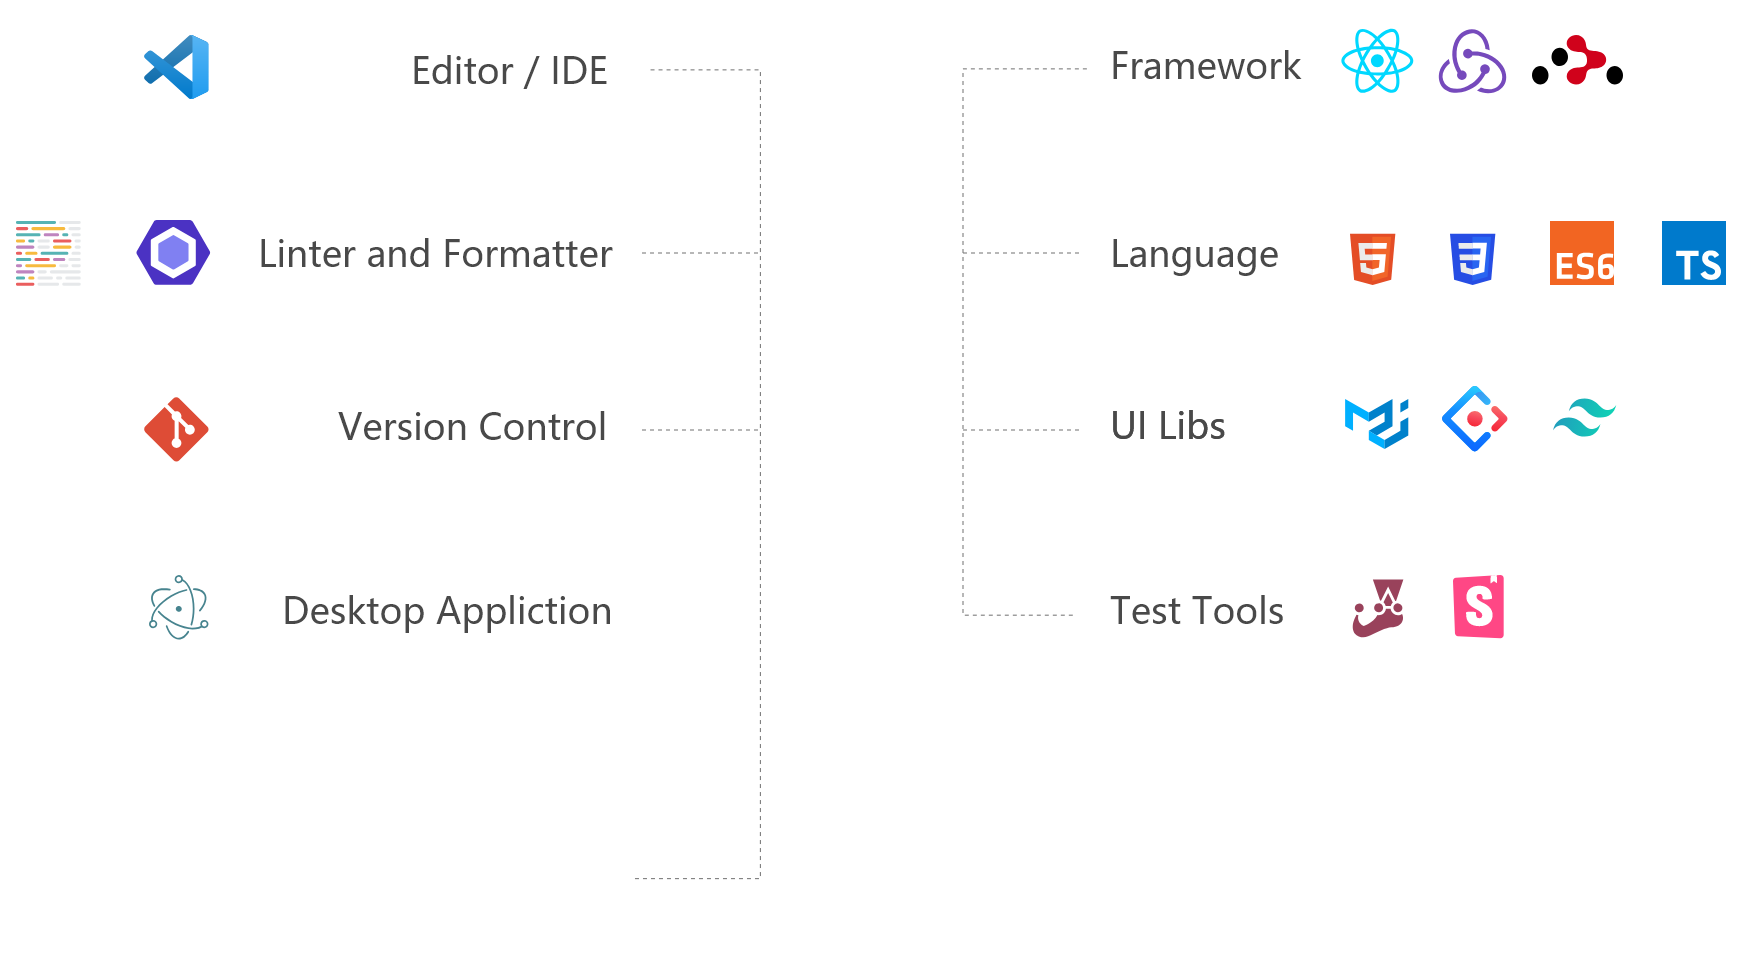 Editor / IDE
Linter and Formatter
Version Control
Desktop Appliction
Framework
Language
5 3 ES6 TS
UI Libs
Test Tools
S